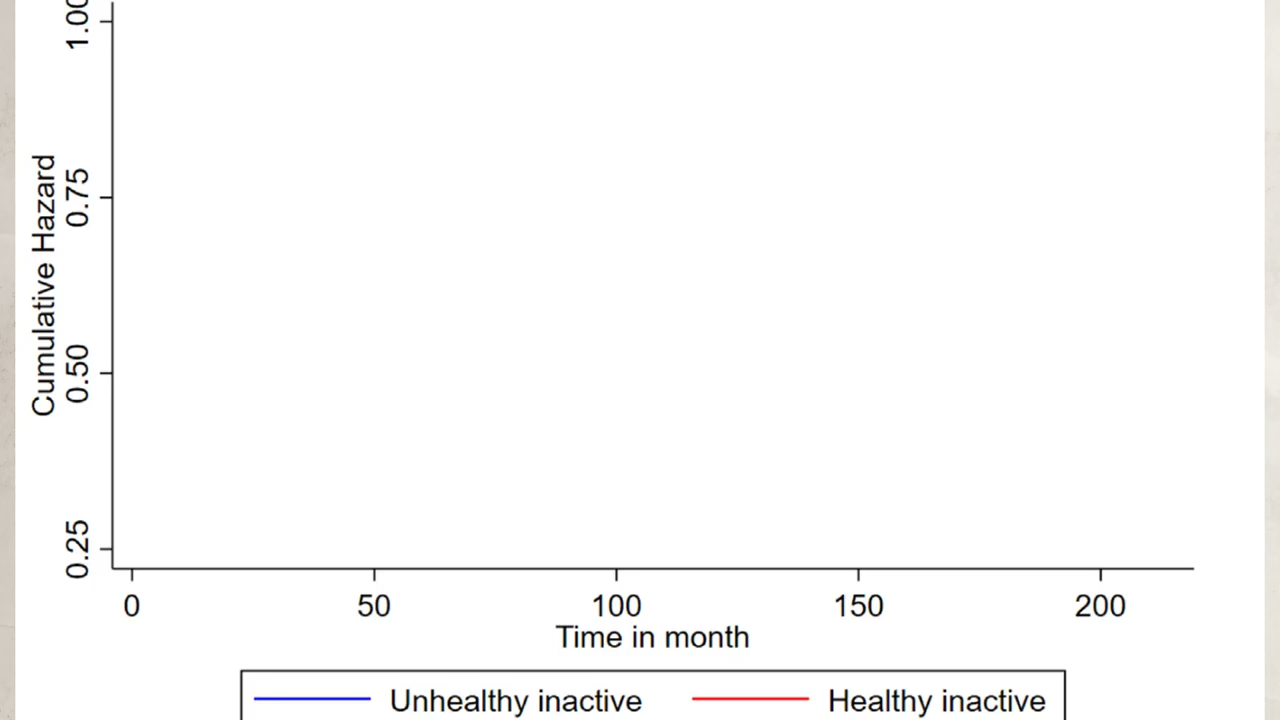 1.00
0.75
0.50
0.25
Cumulative Hazard
0 50 100 150 200
Time in month
Unhealthy inactive Healthy inactive